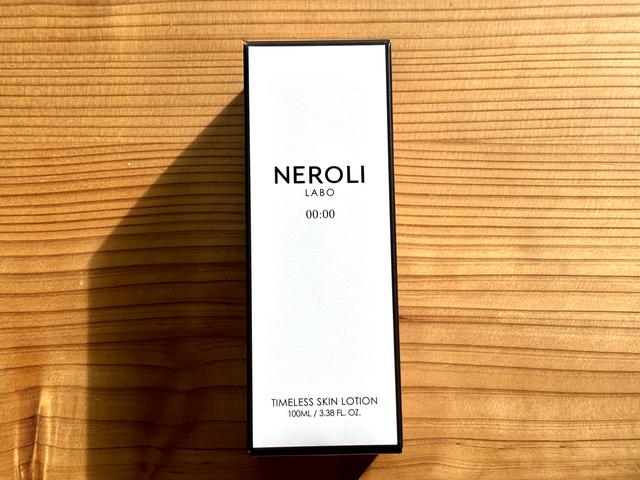 NEROLI
LABO
00:00
TIMELESS SKIN LOTION
100ML / 3.38 FL. OZ.